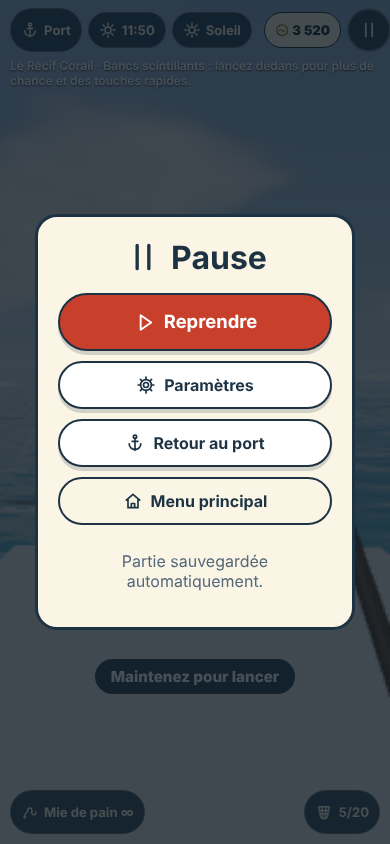 Port
11:50
Soleil
3 520
Le Récif Corail · Bancs scintillants : lancez dedans pour plus de
chance et des touches rapides.
Pause
Reprendre
Paramètres
Retour au port
Menu principal
Partie sauvegardée
automatiquement.
Maintenez pour lancer
Mie de pain ∞
5/20